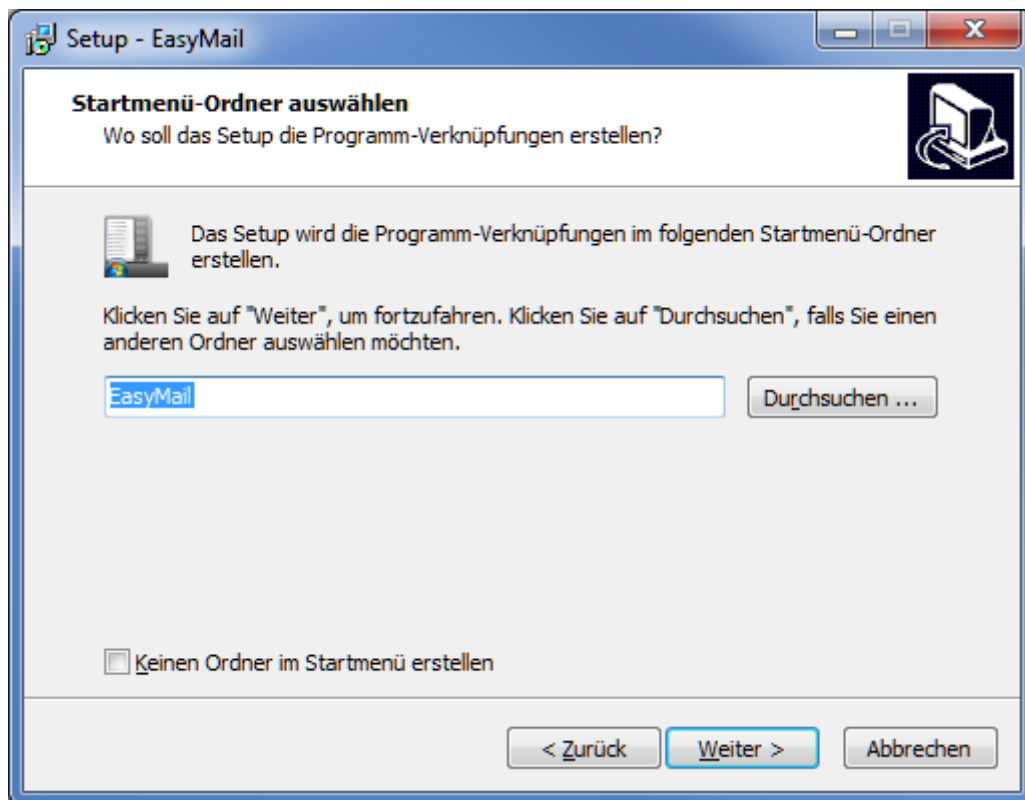 Setup - EasyMail
Startmenü-Ordner auswählen
Wo soll das Setup die Programm-Verknüpfungen erstellen?
Das Setup wird die Programm-Verknüpfungen im folgenden Startmenü-Ordner
erstellen.
Klicken Sie auf "Weiter", um fortzufahren. Klicken Sie auf "Durchsuchen", falls Sie einen
anderen Ordner auswählen möchten.
EasyMail
Durchsuchen ...
Keinen Ordner im Startmenü erstellen
< Zurück
Weiter >
Abbrechen